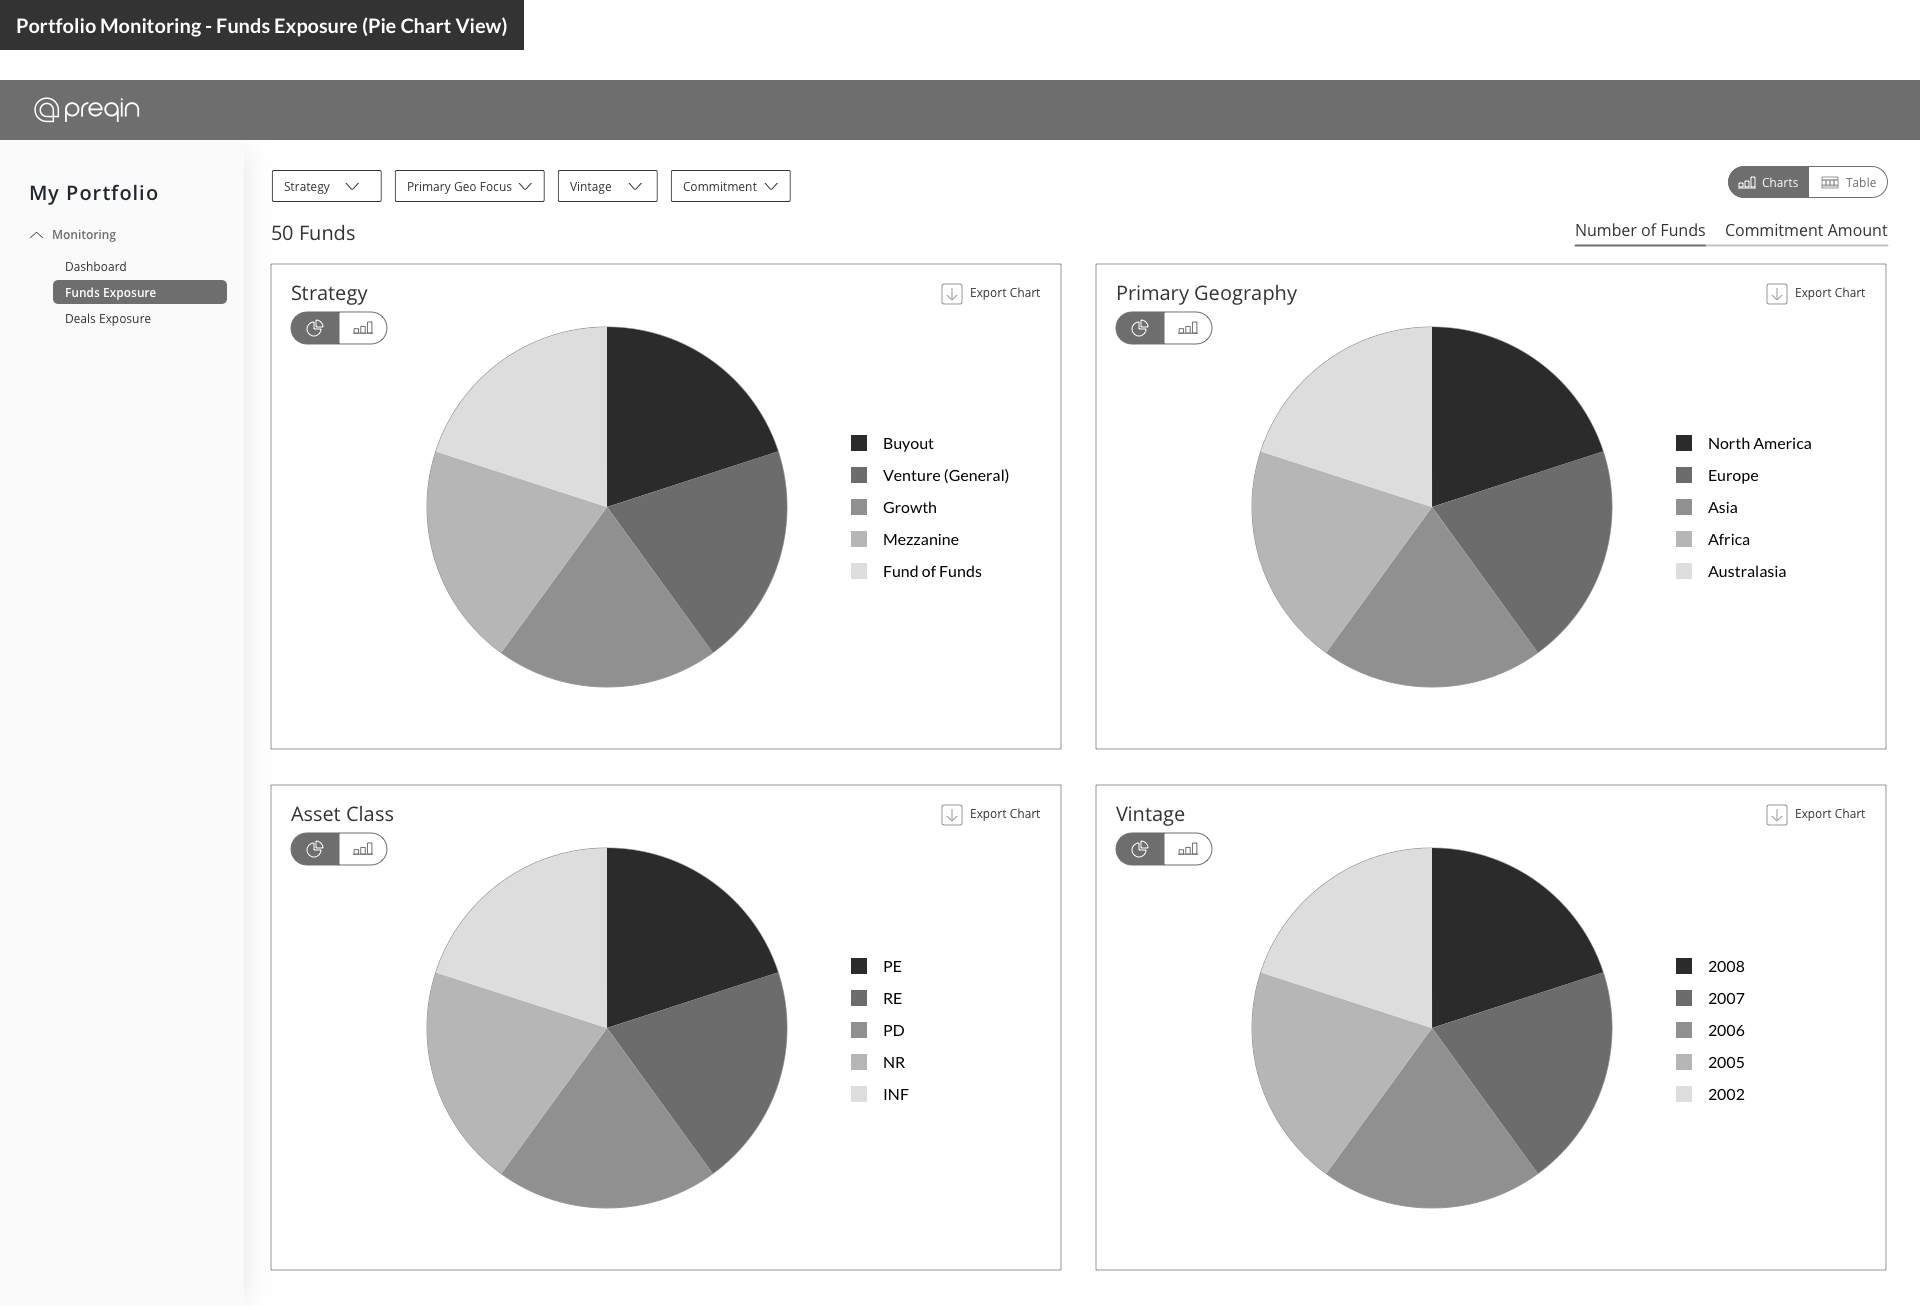 Portfolio Monitoring - Funds Exposure (Pie Chart View)
preqin
My Portfolio
Monitoring
Dashboard
Funds Exposure
Deals Exposure
Strategy
Primary Geo Focus
Vintage
Commitment
Charts
Table
50 Funds
Number of Funds
Commitment Amount
Strategy
Export Chart
Buyout
Venture (General)
Growth
Mezzanine
Fund of Funds
Primary Geography
Export Chart
North America
Europe
Asia
Africa
Australasia
Asset Class
Export Chart
PE
RE
PD
NR
INF
Vintage
Export Chart
2008
2007
2006
2005
2002